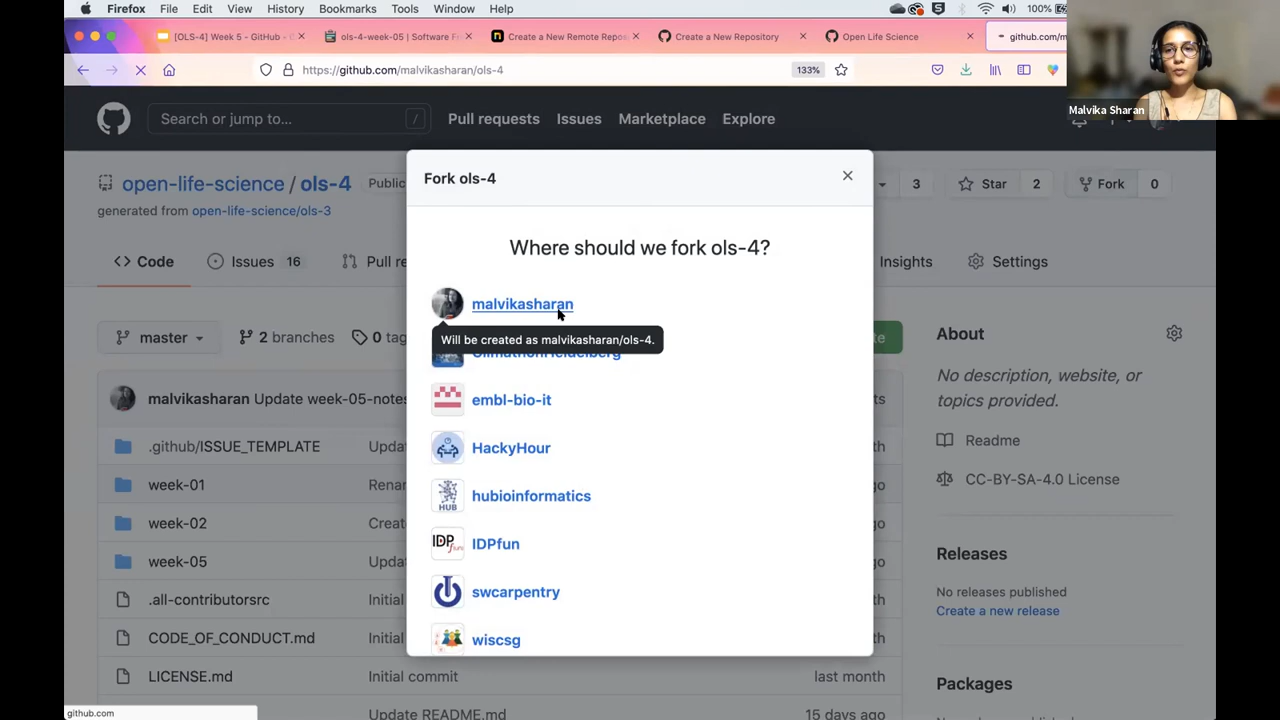 Firefox File Edit View History Bookmarks Tools Window Help 100%
[OLS-4] Week 5 - GitHub - ols-4-week-05 | Software F Create a New Remote Repos Create a New Repository Open Life Science github.com/m
https://github.com/malvikasharan/ols-4 133%
Malvika Sharan
Search or jump to... / Pull requests Issues Marketplace Explore
open-life-science / ols-4 Public 3 Star 2 Fork 0
generated from open-life-science/ols-3
Code Issues 16 Pull re Insights Settings
Fork ols-4
Where should we fork ols-4?
malvikasharan
Will be created as malvikasharan/ols-4.
ClimathonHeidelberg
embl-bio-it
HackyHour
hubioinformatics
HUB
IDPfun
IDP
swcarpentry
wiscsg
master 2 branches 0 tag
malvikasharan Update week-05-notes
.github/ISSUE_TEMPLATE Upda
week-01 Renar
week-02 Create
week-05 Upda
.all-contributorsrc Initial
CODE_OF_CONDUCT.md Initial
LICENSE.md Initial commit last month
Update README.md 15 days ago
About
No description, website, or
topics provided.
Readme
CC-BY-SA-4.0 License
Releases
No releases published
Create a new release
Packages
github.com